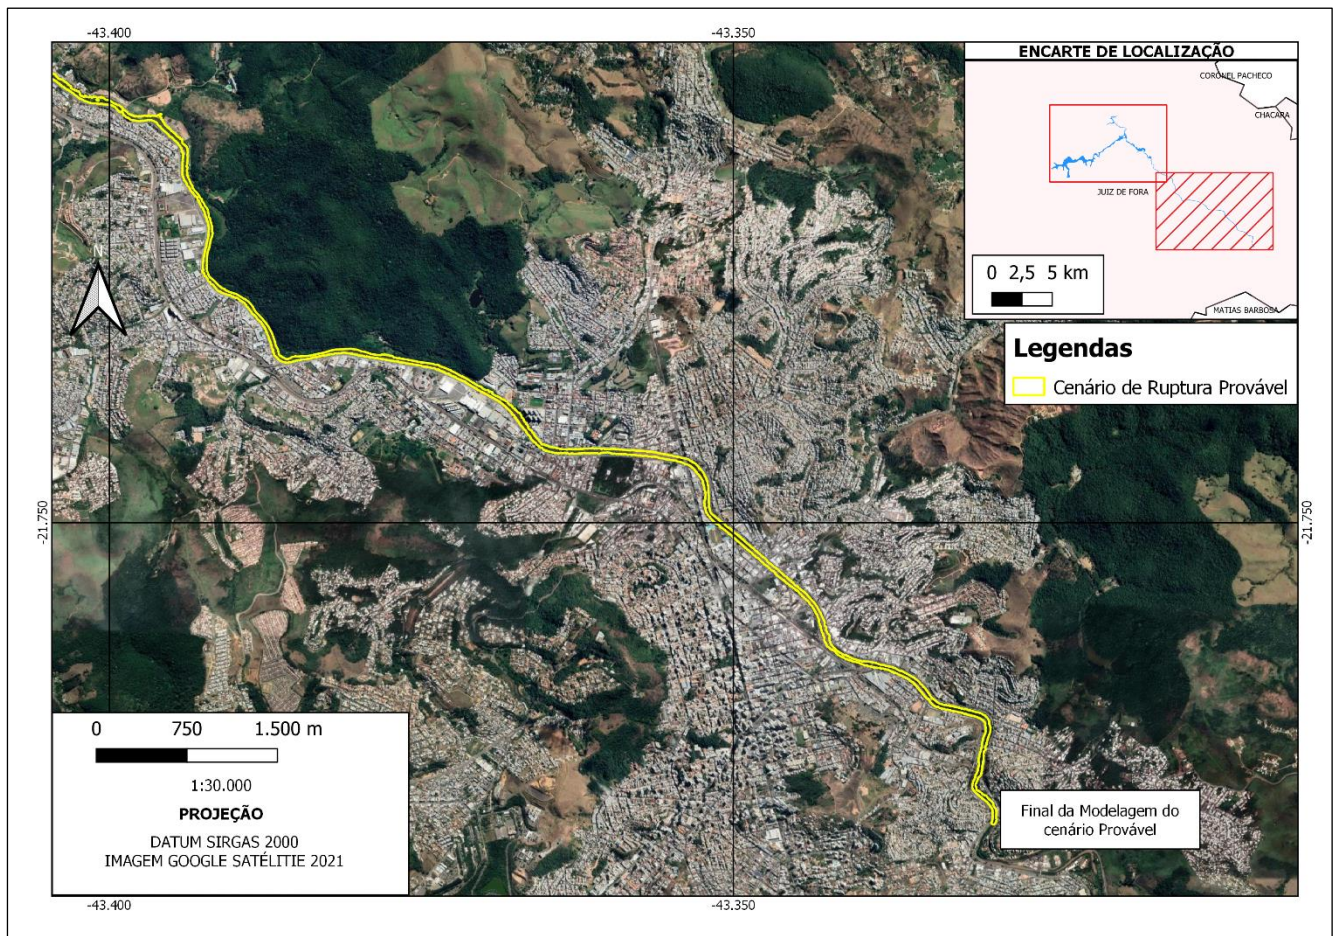 -43.400
-43.350
ENCARTE DE LOCALIZAÇÃO
CORONEL PACHECO
CHÁCARA
JUIZ DE FORA
0 2,5 5 km
MATIAS BARBOSA
Legendas
Cenário de Ruptura Provável
-21.750
-21.750
0 750 1.500 m
1:30.000
PROJEÇÃO
DATUM SIRGAS 2000
IMAGEM GOOGLE SATÉLITIE 2021
Final da Modelagem do
cenário Provável
-43.400
-43.350